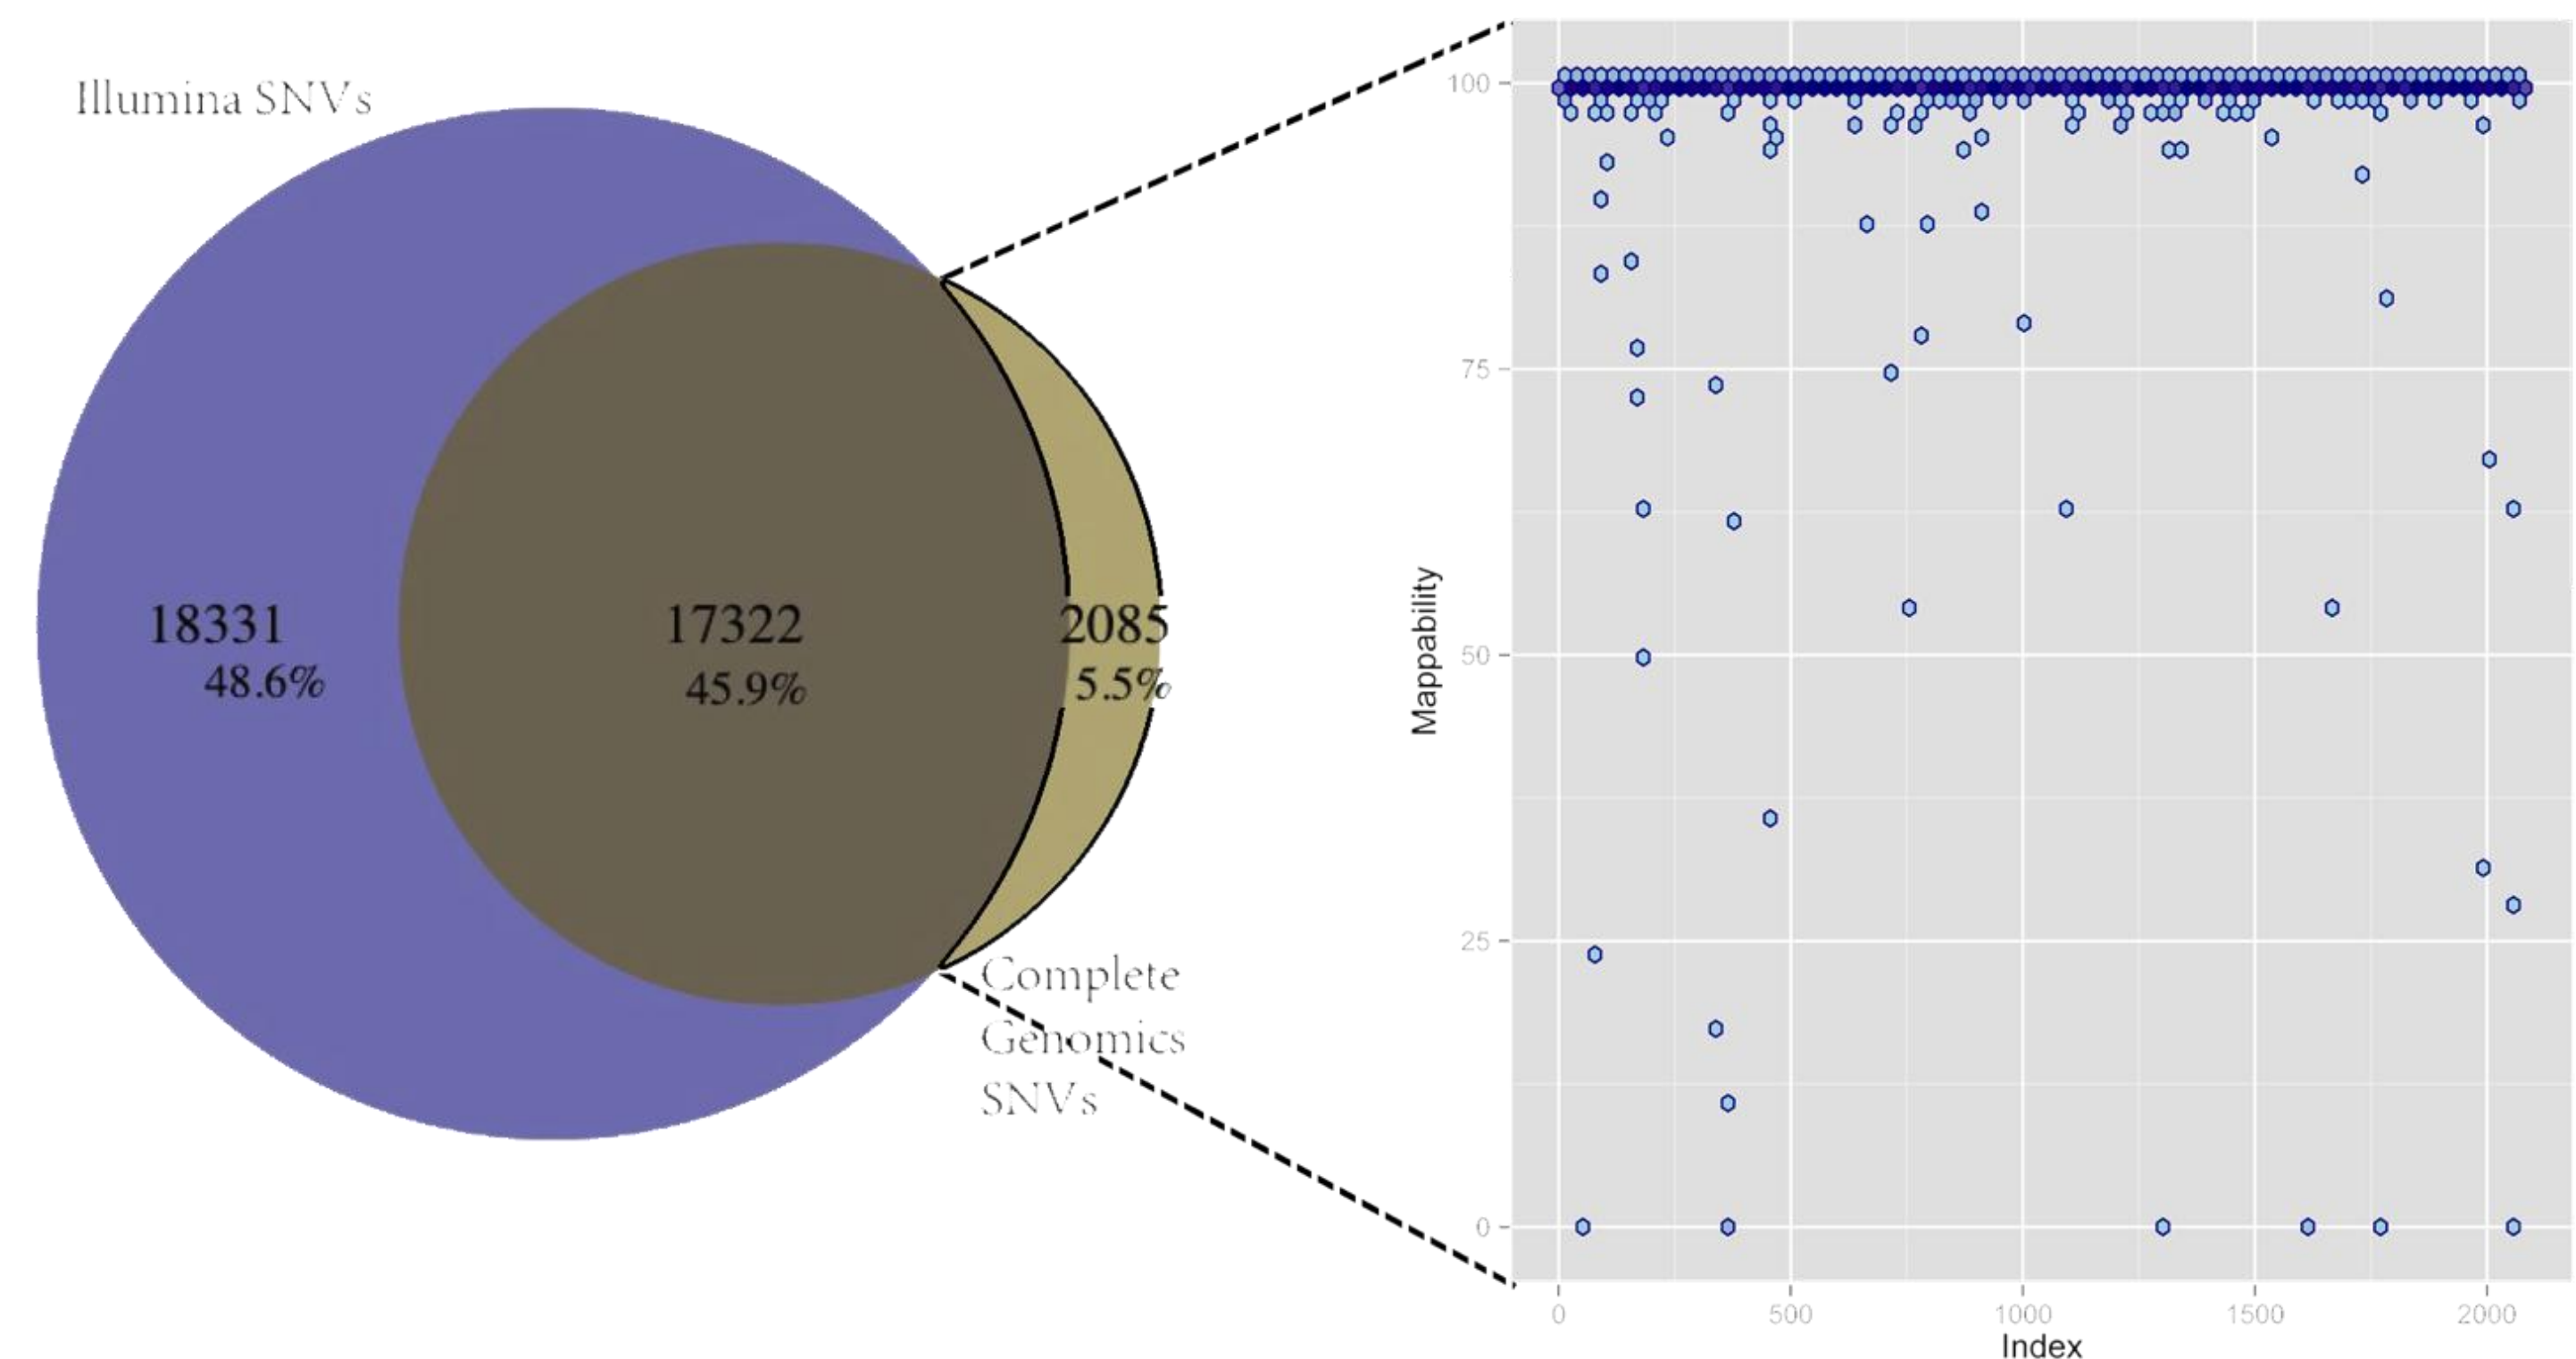 Illumina SNVs
18331
48.6%
17322
45.9%
2085
5.5%
Complete
Genomics
SNVs
Mappability
100
75
50
25
0
0 500 1000 1500 2000
Index